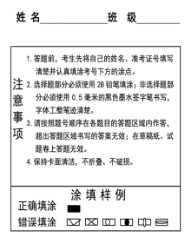 姓名 班级
注意事项
1. 答题前，考生先将自己的姓名、准考证号填写
清楚并认真填涂考号下方的涂点。
2. 选择题部分必须使用 2B 铅笔填涂；非选择题部
分必须使用 0.5 毫米的黑色墨水签字笔书写，
字体工整笔迹清楚。
3. 请按照题号顺序在各题目的答题区域内作答，
超出答题区域书写的答案无效；在草稿纸、试
题卷上答题无效。
4. 保持卡面清洁，不折叠、不破损。
涂填样例
正确填涂
错误填涂